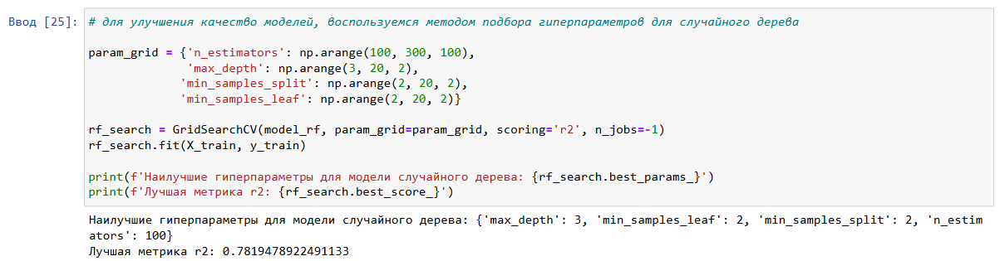 Ввод [25]: # для улучшения качество моделей, воспользуемся методом подбора гиперпараметров для случайного дерева
param_grid = {'n_estimators': np.arange(100, 300, 100),
'max_depth': np.arange(3, 20, 2),
'min_samples_split': np.arange(2, 20, 2),
'min_samples_leaf': np.arange(2, 20, 2)}
rf_search = GridSearchCV(model_rf, param_grid=param_grid, scoring='r2', n_jobs=-1)
rf_search.fit(X_train, y_train)
print(f'Наилучшие гиперпараметры для модели случайного дерева: {rf_search.best_params_}')
print(f'Лучшая метрика r2: {rf_search.best_score_}')
Наилучшие гиперпараметры для модели случайного дерева: {'max_depth': 3, 'min_samples_leaf': 2, 'min_samples_split': 2, 'n_estim
ators': 100}
Лучшая метрика r2: 0.7819478922491133